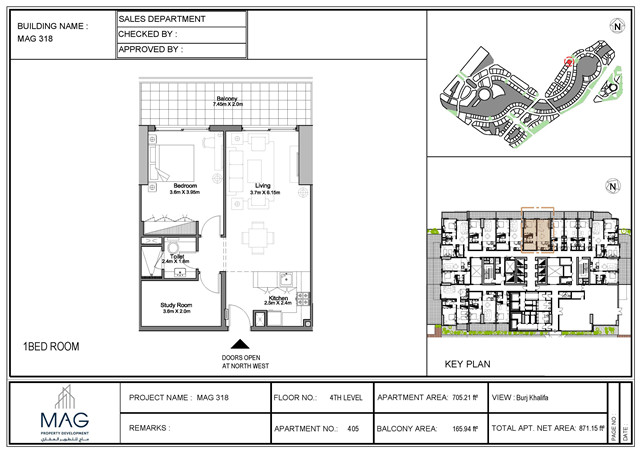 BUILDING NAME :
MAG 318
SALES DEPARTMENT
CHECKED BY :
APPROVED BY :
N
Balcony
7.45m X 2.0m
Bedroom
3.6m X 3.95m
Living
3.7m X 6.15m
Toilet
2.4m X 1.6m
Study Room
3.6m X 2.0m
Kitchen
2.5m X 2.4m
1BED ROOM
DOORS OPEN
AT NORTH WEST
N
KEY PLAN
MAG
PROPERTY DEVELOPMENT
ماج للتطوير العقاري
PROJECT NAME : MAG 318
REMARKS :
FLOOR NO.: 4TH LEVEL
APARTMENT NO.: 405
APARTMENT AREA: 705.21 ft²
BALCONY AREA: 165.94 ft²
VIEW : Burj Khalifa
TOTAL APT. NET AREA: 871.15 ft²
PAGE NO :
DATE :